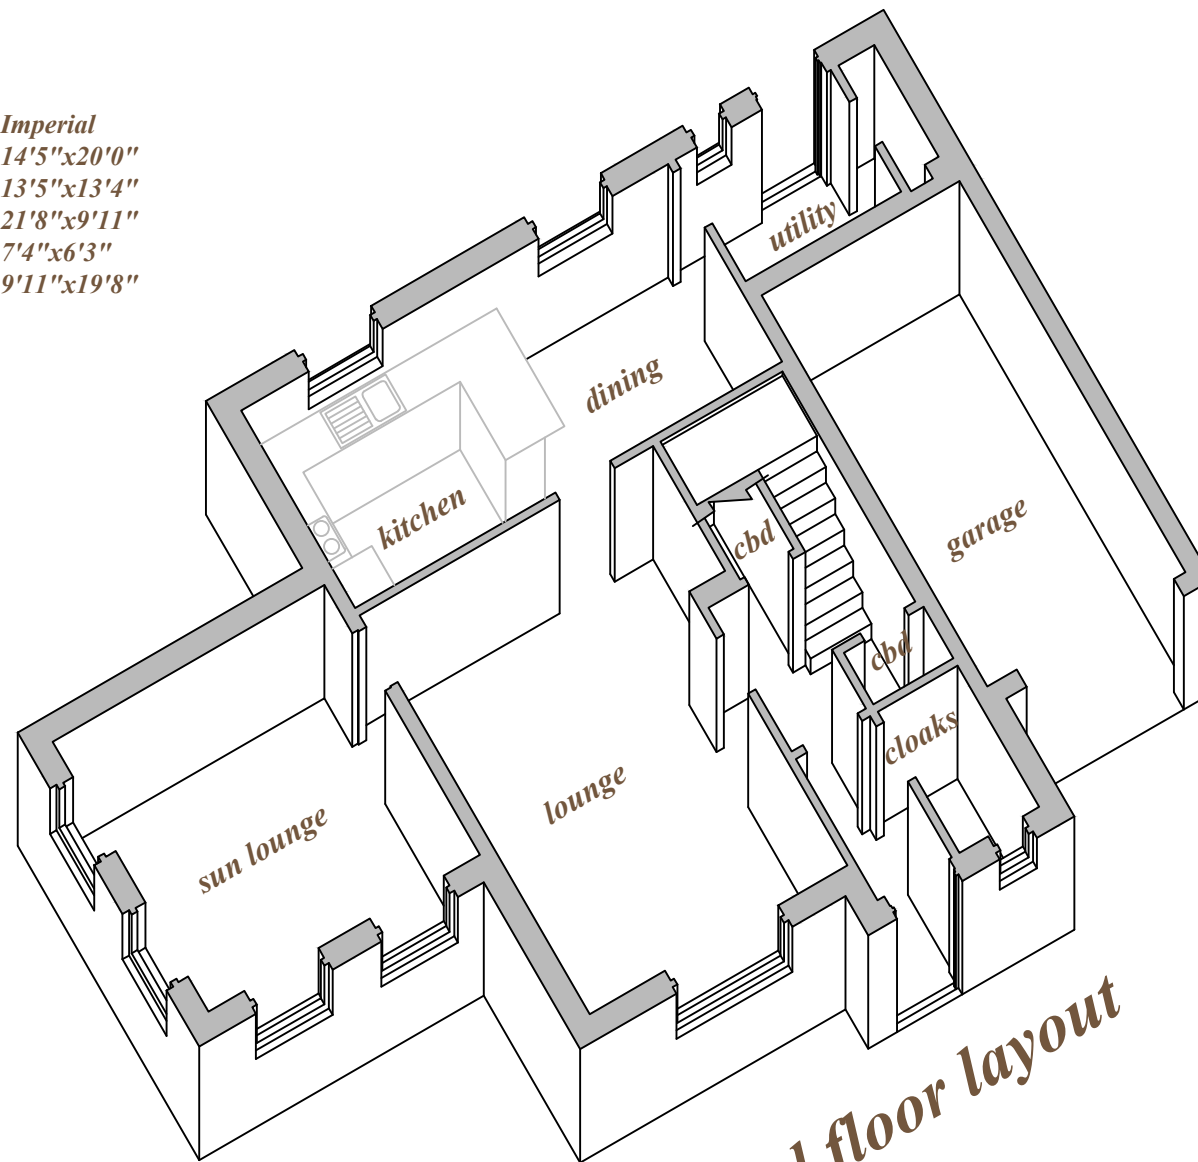 Imperial
14'5"x20'0"
13'5"x13'4"
21'8"x9'11"
7'4"x6'3"
9'11"x19'8"
utility
dining
kitchen
cbd
garage
cbd
cloaks
lounge
sun lounge
floor layout